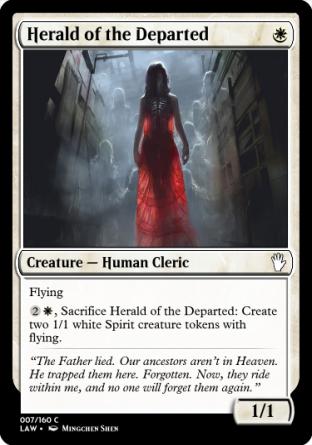 Herald of the Departed
Creature — Human Cleric
Flying
2, Sacrifice Herald of the Departed: Create
two 1/1 white Spirit creature tokens with
flying.
“The Father lied. Our ancestors aren't in Heaven.
He trapped them here. Forgotten. Now, they ride
within me, and no one will forget them again.”
1/1
007/160 C
LAW • Mingchen Shen